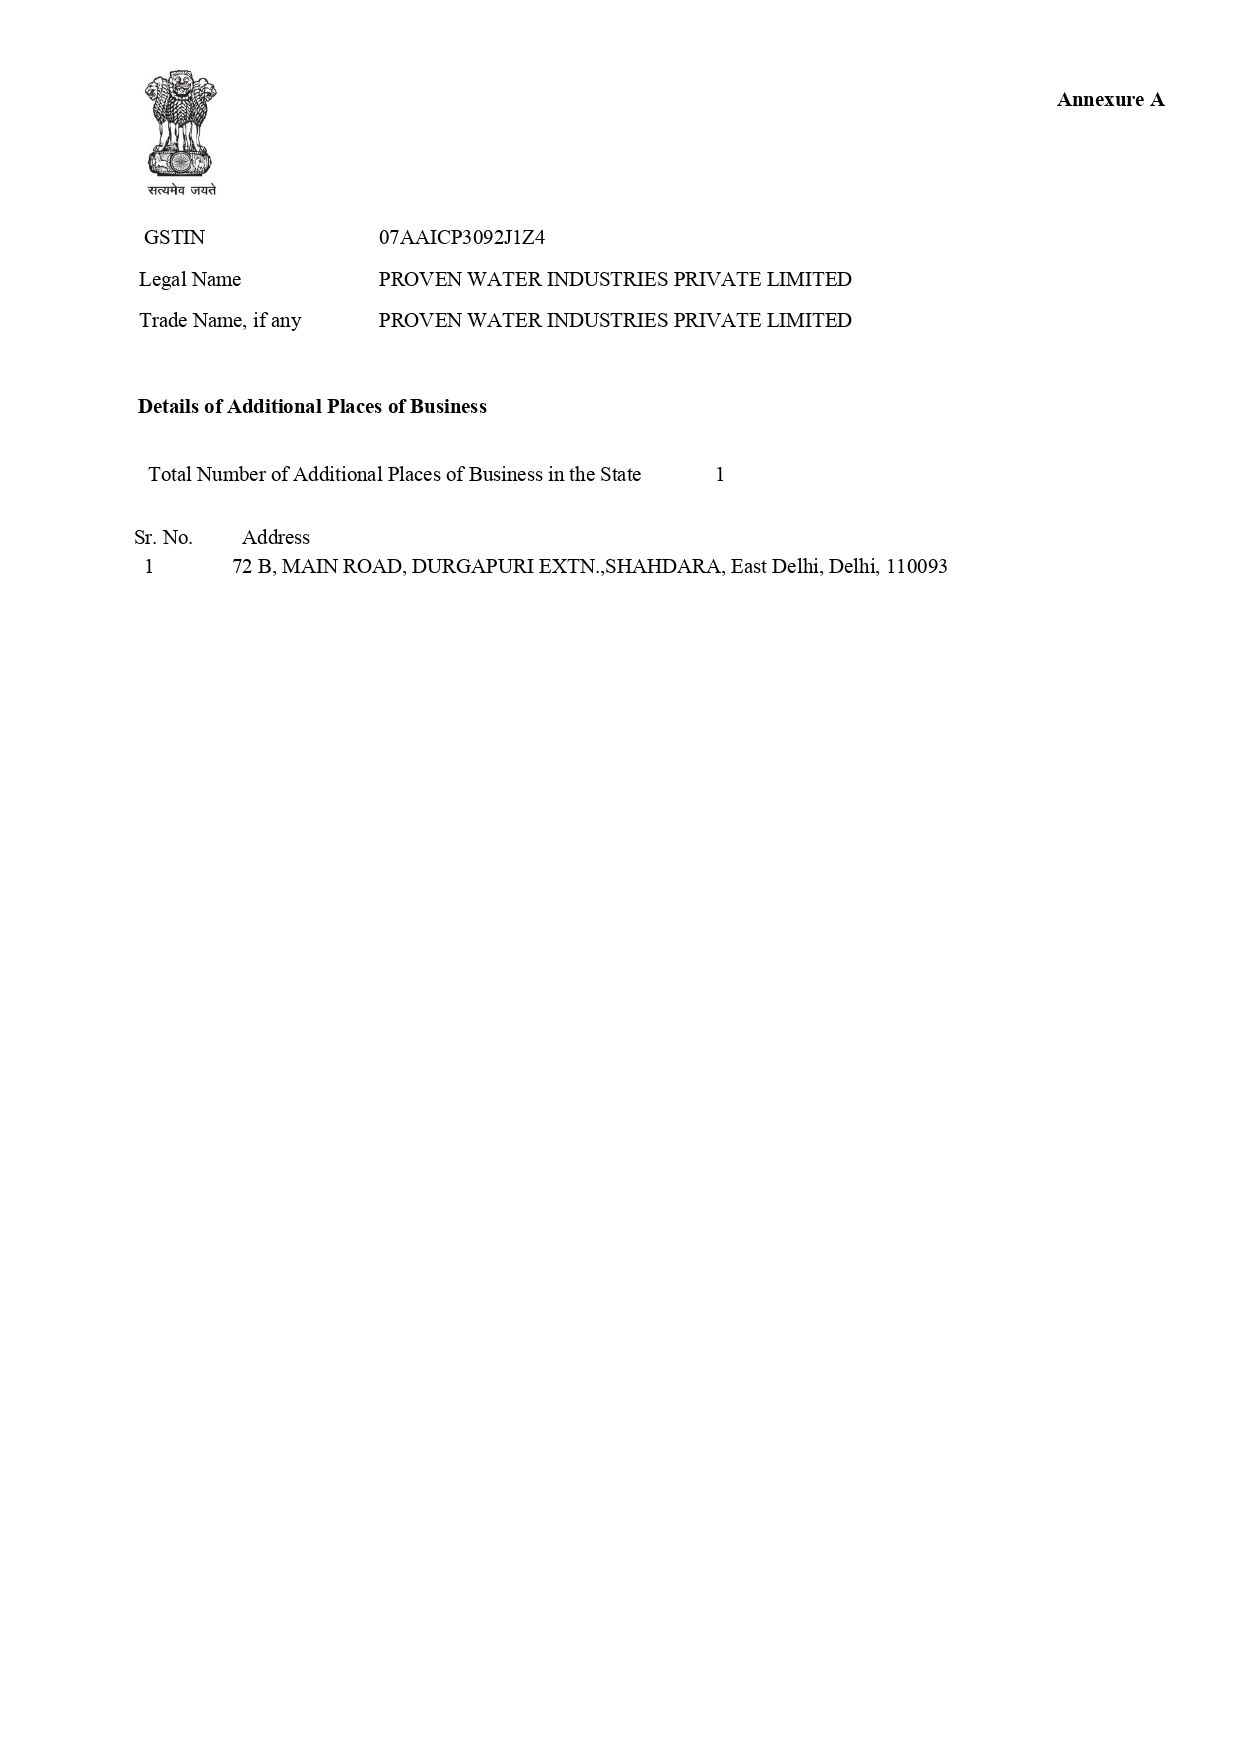 Annexure A
सत्यमेव जयते
GSTIN 07AAICP3092J1Z4
Legal Name PROVEN WATER INDUSTRIES PRIVATE LIMITED
Trade Name, if any PROVEN WATER INDUSTRIES PRIVATE LIMITED
Details of Additional Places of Business
Total Number of Additional Places of Business in the State 1
Sr. No. Address
1 72 B, MAIN ROAD, DURGAPURI EXTN.,SHAHDARA, East Delhi, Delhi, 110093